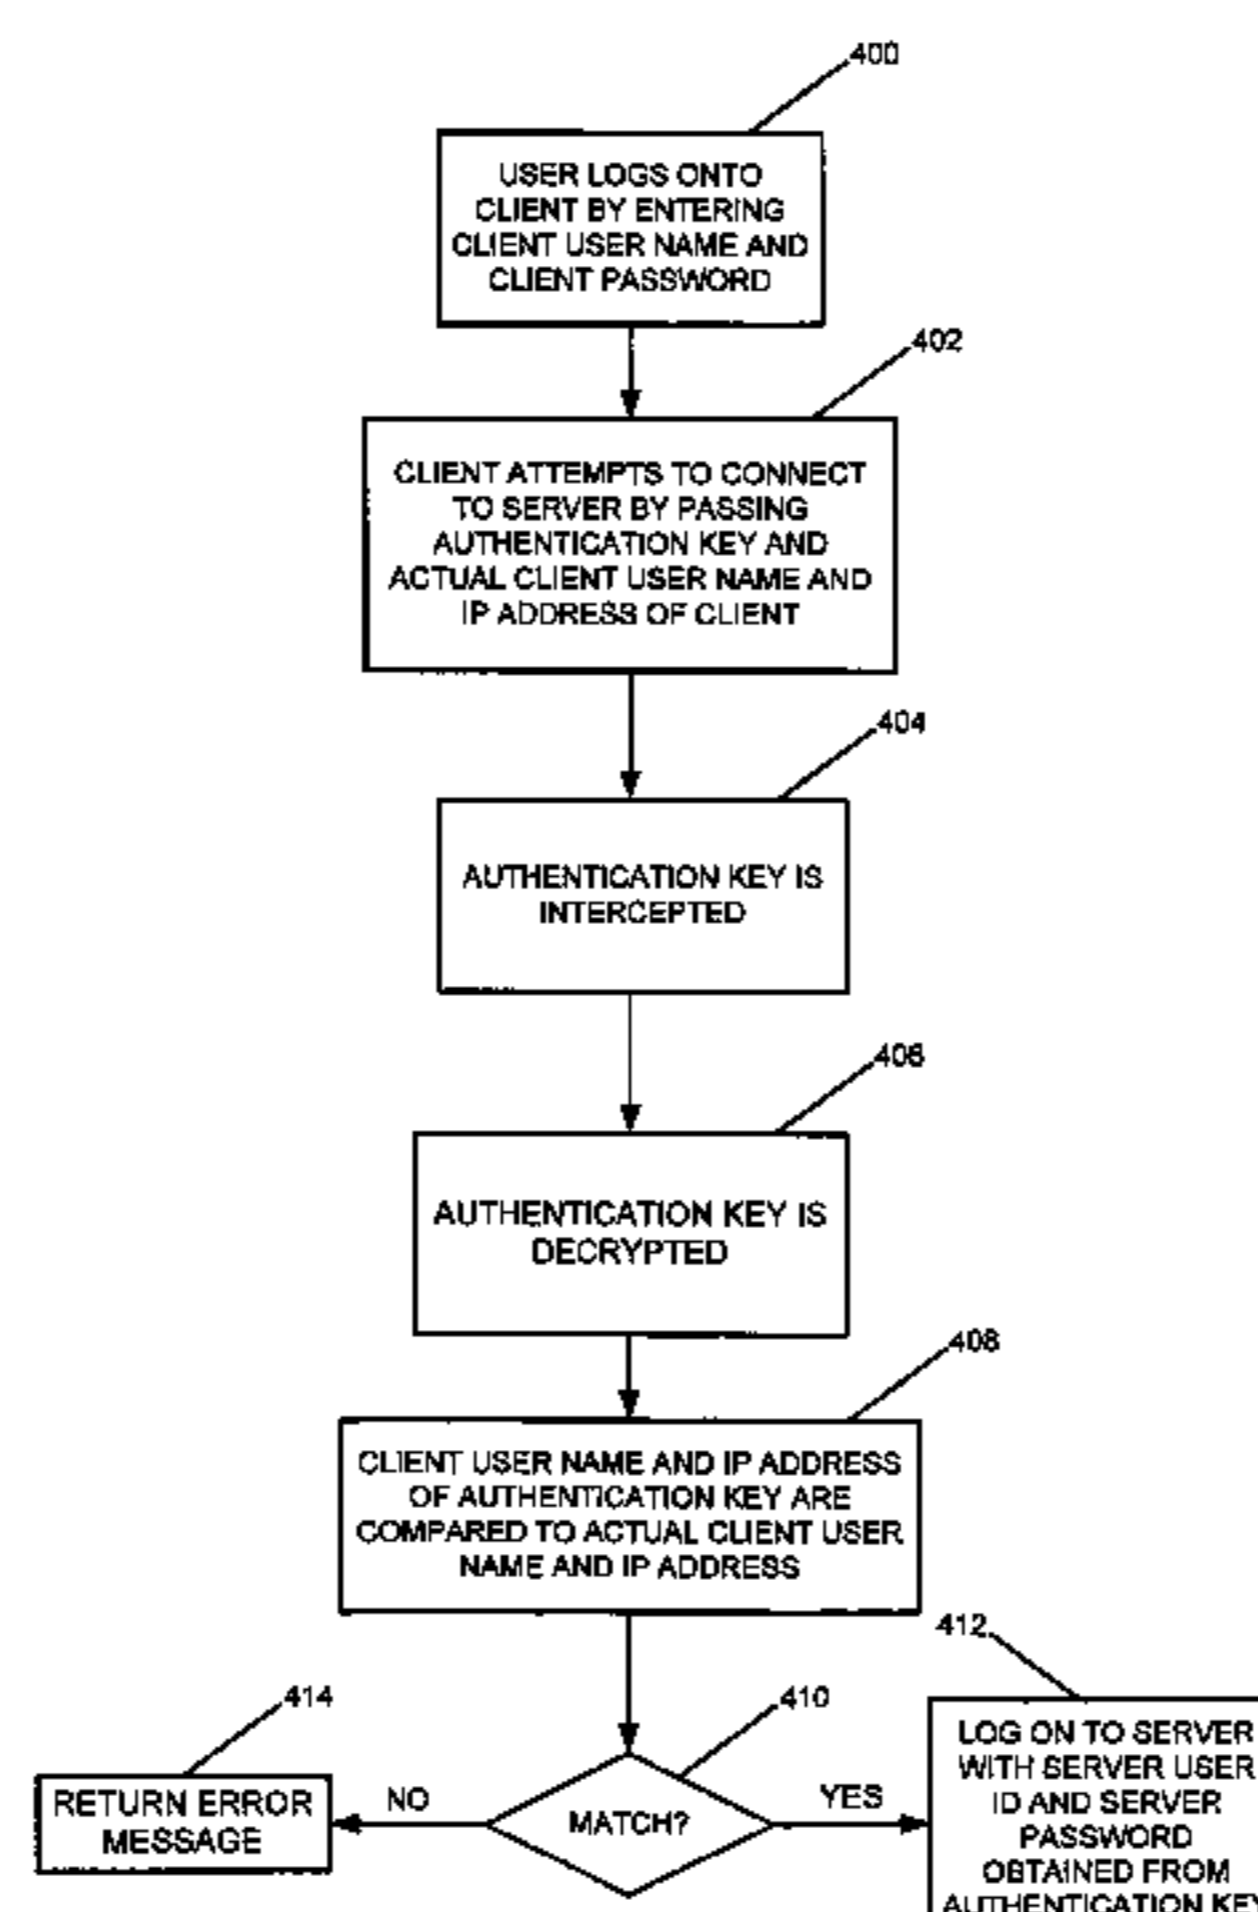 400
USER LOGS ONTO
CLIENT BY ENTERING
CLIENT USER NAME AND
CLIENT PASSWORD
402
CLIENT ATTEMPTS TO CONNECT
TO SERVER BY PASSING
AUTHENTICATION KEY AND
ACTUAL CLIENT USER NAME AND
IP ADDRESS OF CLIENT
404
AUTHENTICATION KEY IS
INTERCEPTED
406
AUTHENTICATION KEY IS
DECRYPTED
408
CLIENT USER NAME AND IP ADDRESS
OF AUTHENTICATION KEY ARE
COMPARED TO ACTUAL CLIENT USER
NAME AND IP ADDRESS
410
MATCH?
NO
414
RETURN ERROR
MESSAGE
YES
412
LOG ON TO SERVER
WITH SERVER USER
ID AND SERVER
PASSWORD
OBTAINED FROM
AUTHENTICATION KEY